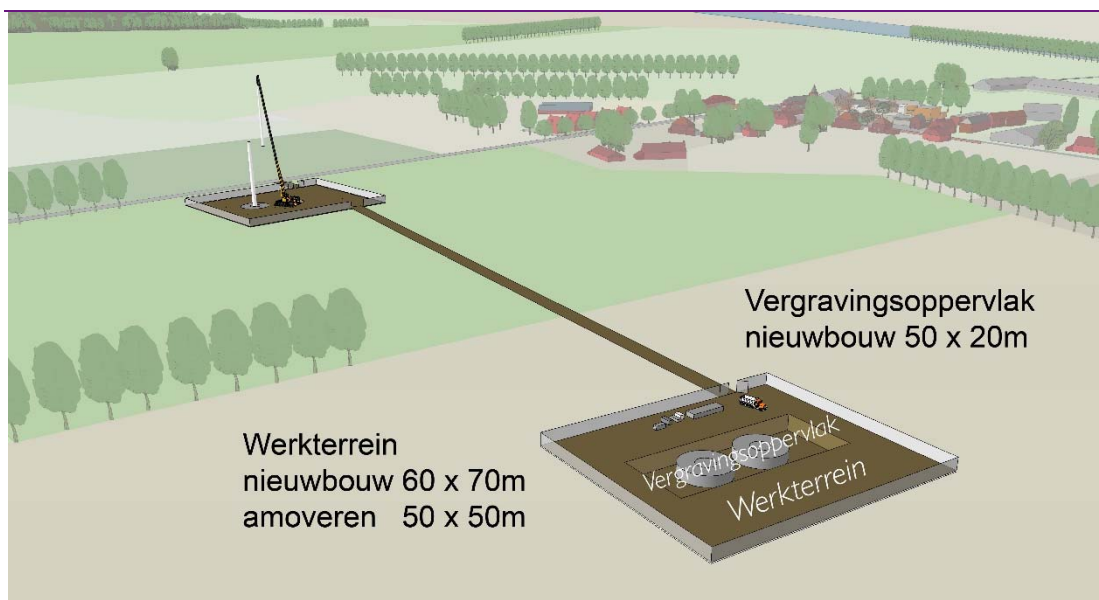 Vergravingsoppervlak
nieuwbouw 50 x 20m
Werkterrein
nieuwbouw 60 x 70m
amoveren 50 x 50m
Vergravingsoppervlak
Werkterrein